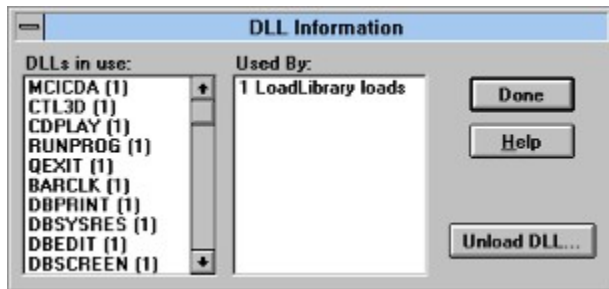 DLL Information
DLLs in use:
MCICDA (1)
CTL3D (1)
CDPLAY (1)
RUNPROG (1)
QEXIT (1)
BARCLK (1)
DBPRINT (1)
DBSYSRES (1)
DBEDIT (1)
DBSCREEN (1)
Used By:
1 LoadLibrary loads
Done
Help
Unload DLL...